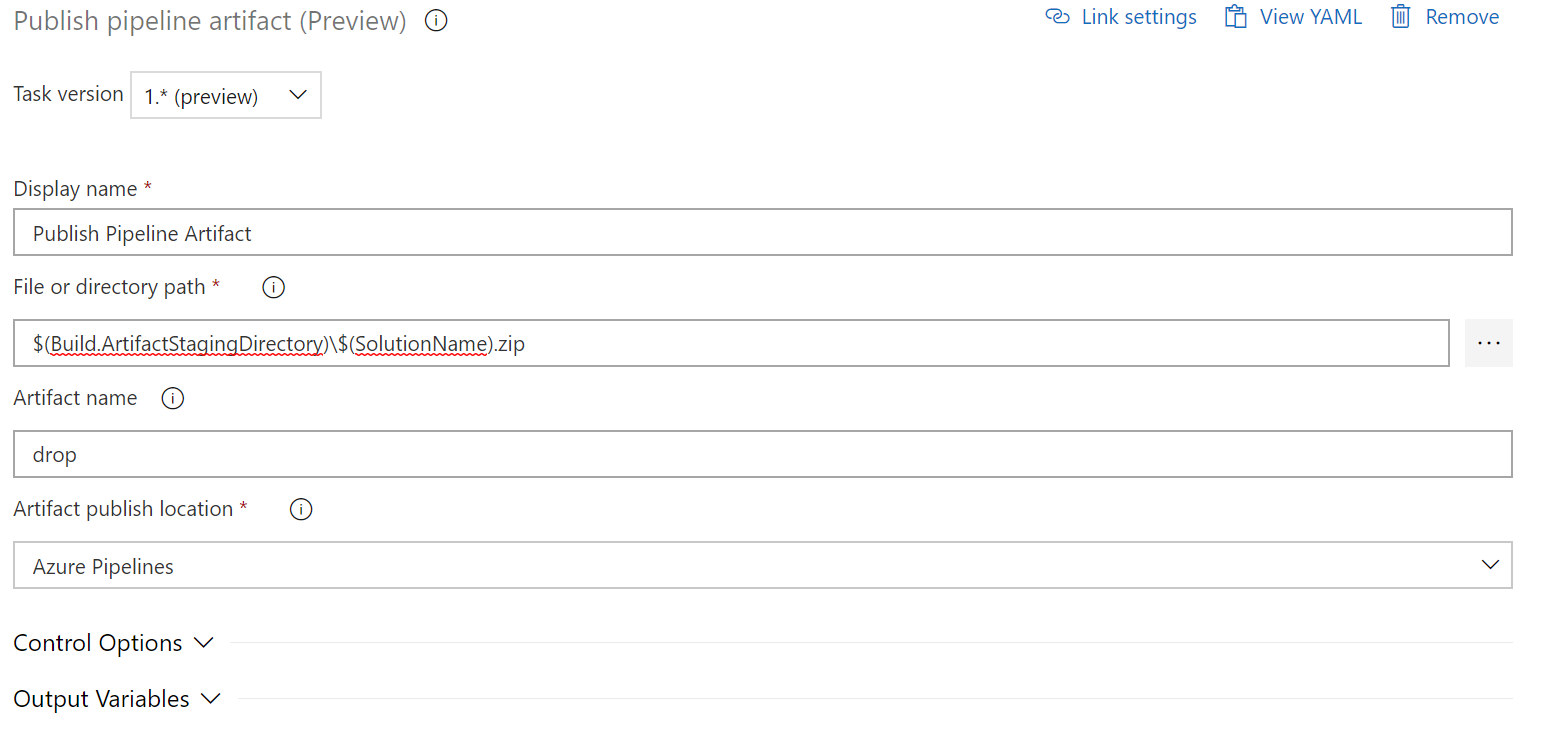 Publish pipeline artifact (Preview) Link settings View YAML Remove
Task version 1.* (preview)
Display name *
Publish Pipeline Artifact
File or directory path *
$(Build.ArtifactStagingDirectory)\$(SolutionName).zip
Artifact name
drop
Artifact publish location *
Azure Pipelines
Control Options
Output Variables